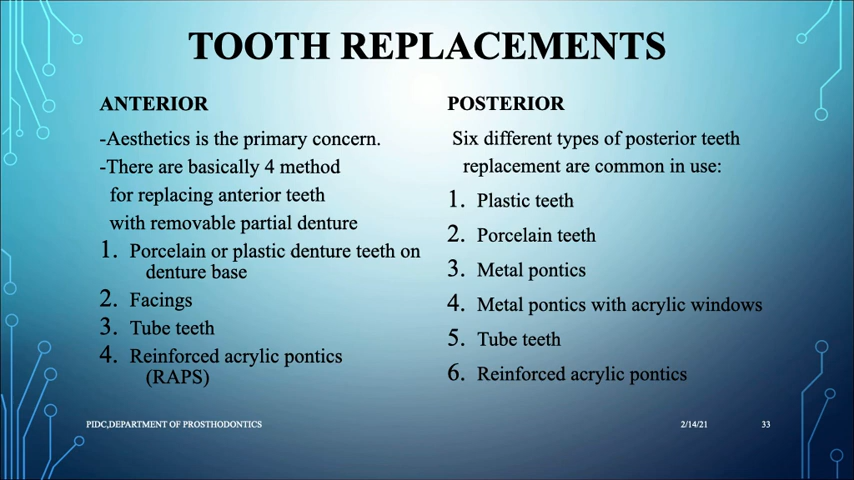 TOOTH REPLACEMENTS
ANTERIOR
-Aesthetics is the primary concern.
-There are basically 4 method
for replacing anterior teeth
with removable partial denture
1. Porcelain or plastic denture teeth on
denture base
2. Facings
3. Tube teeth
4. Reinforced acrylic pontics
(RAPS)
POSTERIOR
Six different types of posterior teeth
replacement are common in use:
1. Plastic teeth
2. Porcelain teeth
3. Metal pontics
4. Metal pontics with acrylic windows
5. Tube teeth
6. Reinforced acrylic pontics
PIDC,DEPARTMENT OF PROSTHODONTICS
2/14/21
33